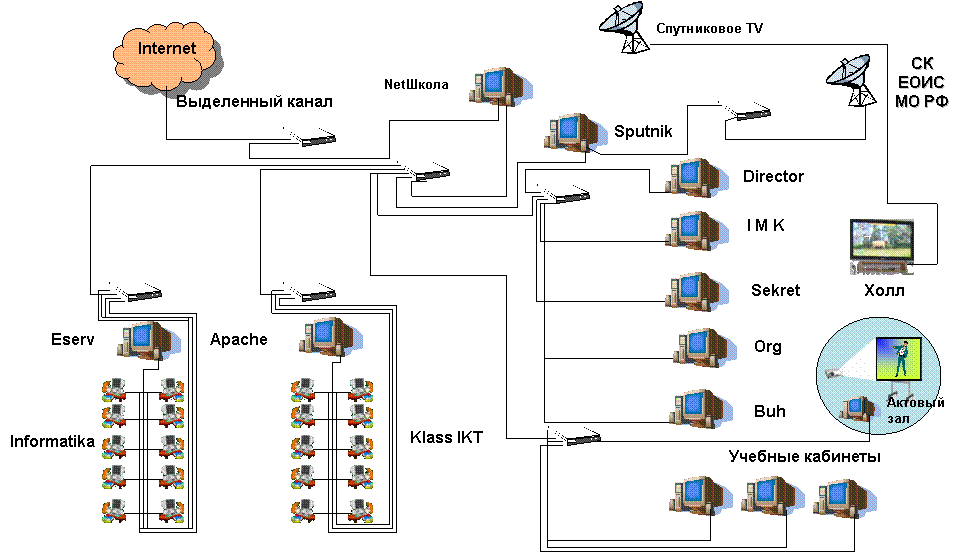 Internet
Спутниковое TV
СК
ЕОИС
МО РФ
NetШкола
Выделенный канал
Sputnik
Director
I M K
Sekret
Холл
Eserv
Apache
Org
Актовый
зал
Buh
Informatika
Klass IKT
Учебные кабинеты